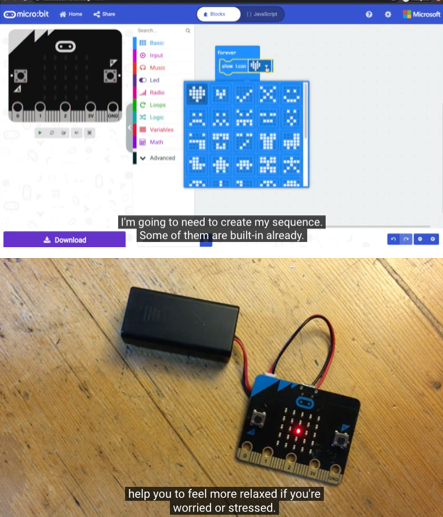 micro:bit
Home
Share
Blocks
JavaScript
Microsoft
Search...
Basic
Input
Music
Led
Radio
Loops
Logic
Variables
Math
Advanced
forever
show icon
0 1 2 3V GND
Download
I'm going to need to create my sequence.
Some of them are built-in already.
help you to feel more relaxed if you're
worried or stressed.